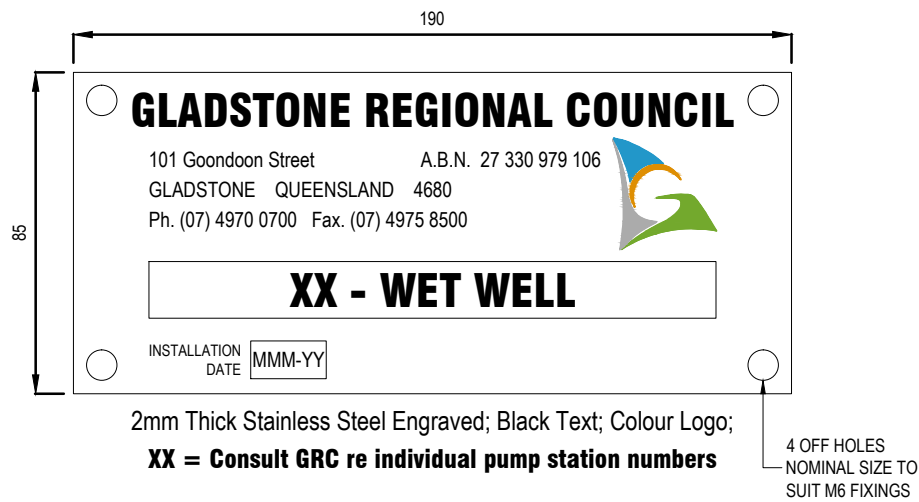 190
85
GLADSTONE REGIONAL COUNCIL
101 Goondoon Street A.B.N. 27 330 979 106
GLADSTONE QUEENSLAND 4680
Ph. (07) 4970 0700 Fax. (07) 4975 8500
XX - WET WELL
INSTALLATION
DATE
MMM-YY
2mm Thick Stainless Steel Engraved; Black Text; Colour Logo;
XX = Consult GRC re individual pump station numbers
4 OFF HOLES
NOMINAL SIZE TO
SUIT M6 FIXINGS